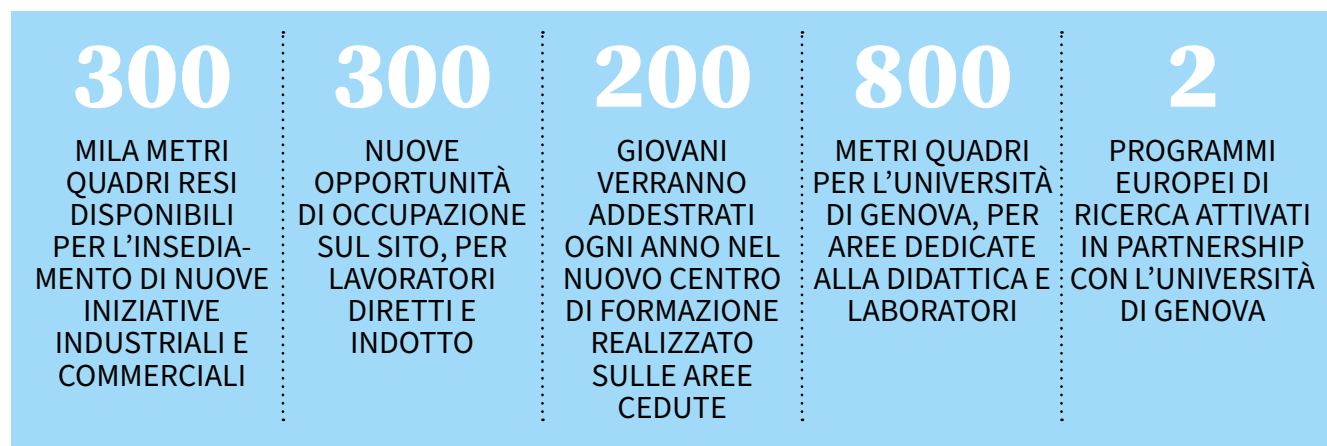 300
MILA METRI
QUADRI RESI
DISPONIBILI
PER L’INSEDIA-
MENTO DI NUOVE
INIZIATIVE
INDUSTRIALI E
COMMERCIALI
300
NUOVE
OPPORTUNITÀ
DI OCCUPAZIONE
SUL SITO, PER
LAVORATORI
DIRETTI E
INDOTTO
200
GIOVANI
VERRANNO
ADDESTRATI
OGNI ANNO NEL
NUOVO CENTRO
DI FORMAZIONE
REALIZZATO
SULLE AREE
CEDUTE
800
METRI QUADRI
PER L’UNIVERSITÀ
DI GENOVA, PER
AREE DEDICATE
ALLA DIDATTICA E
LABORATORI
2
PROGRAMMI
EUROPEI DI
RICERCA ATTIVATI
IN PARTNERSHIP
CON L’UNIVERSITÀ
DI GENOVA